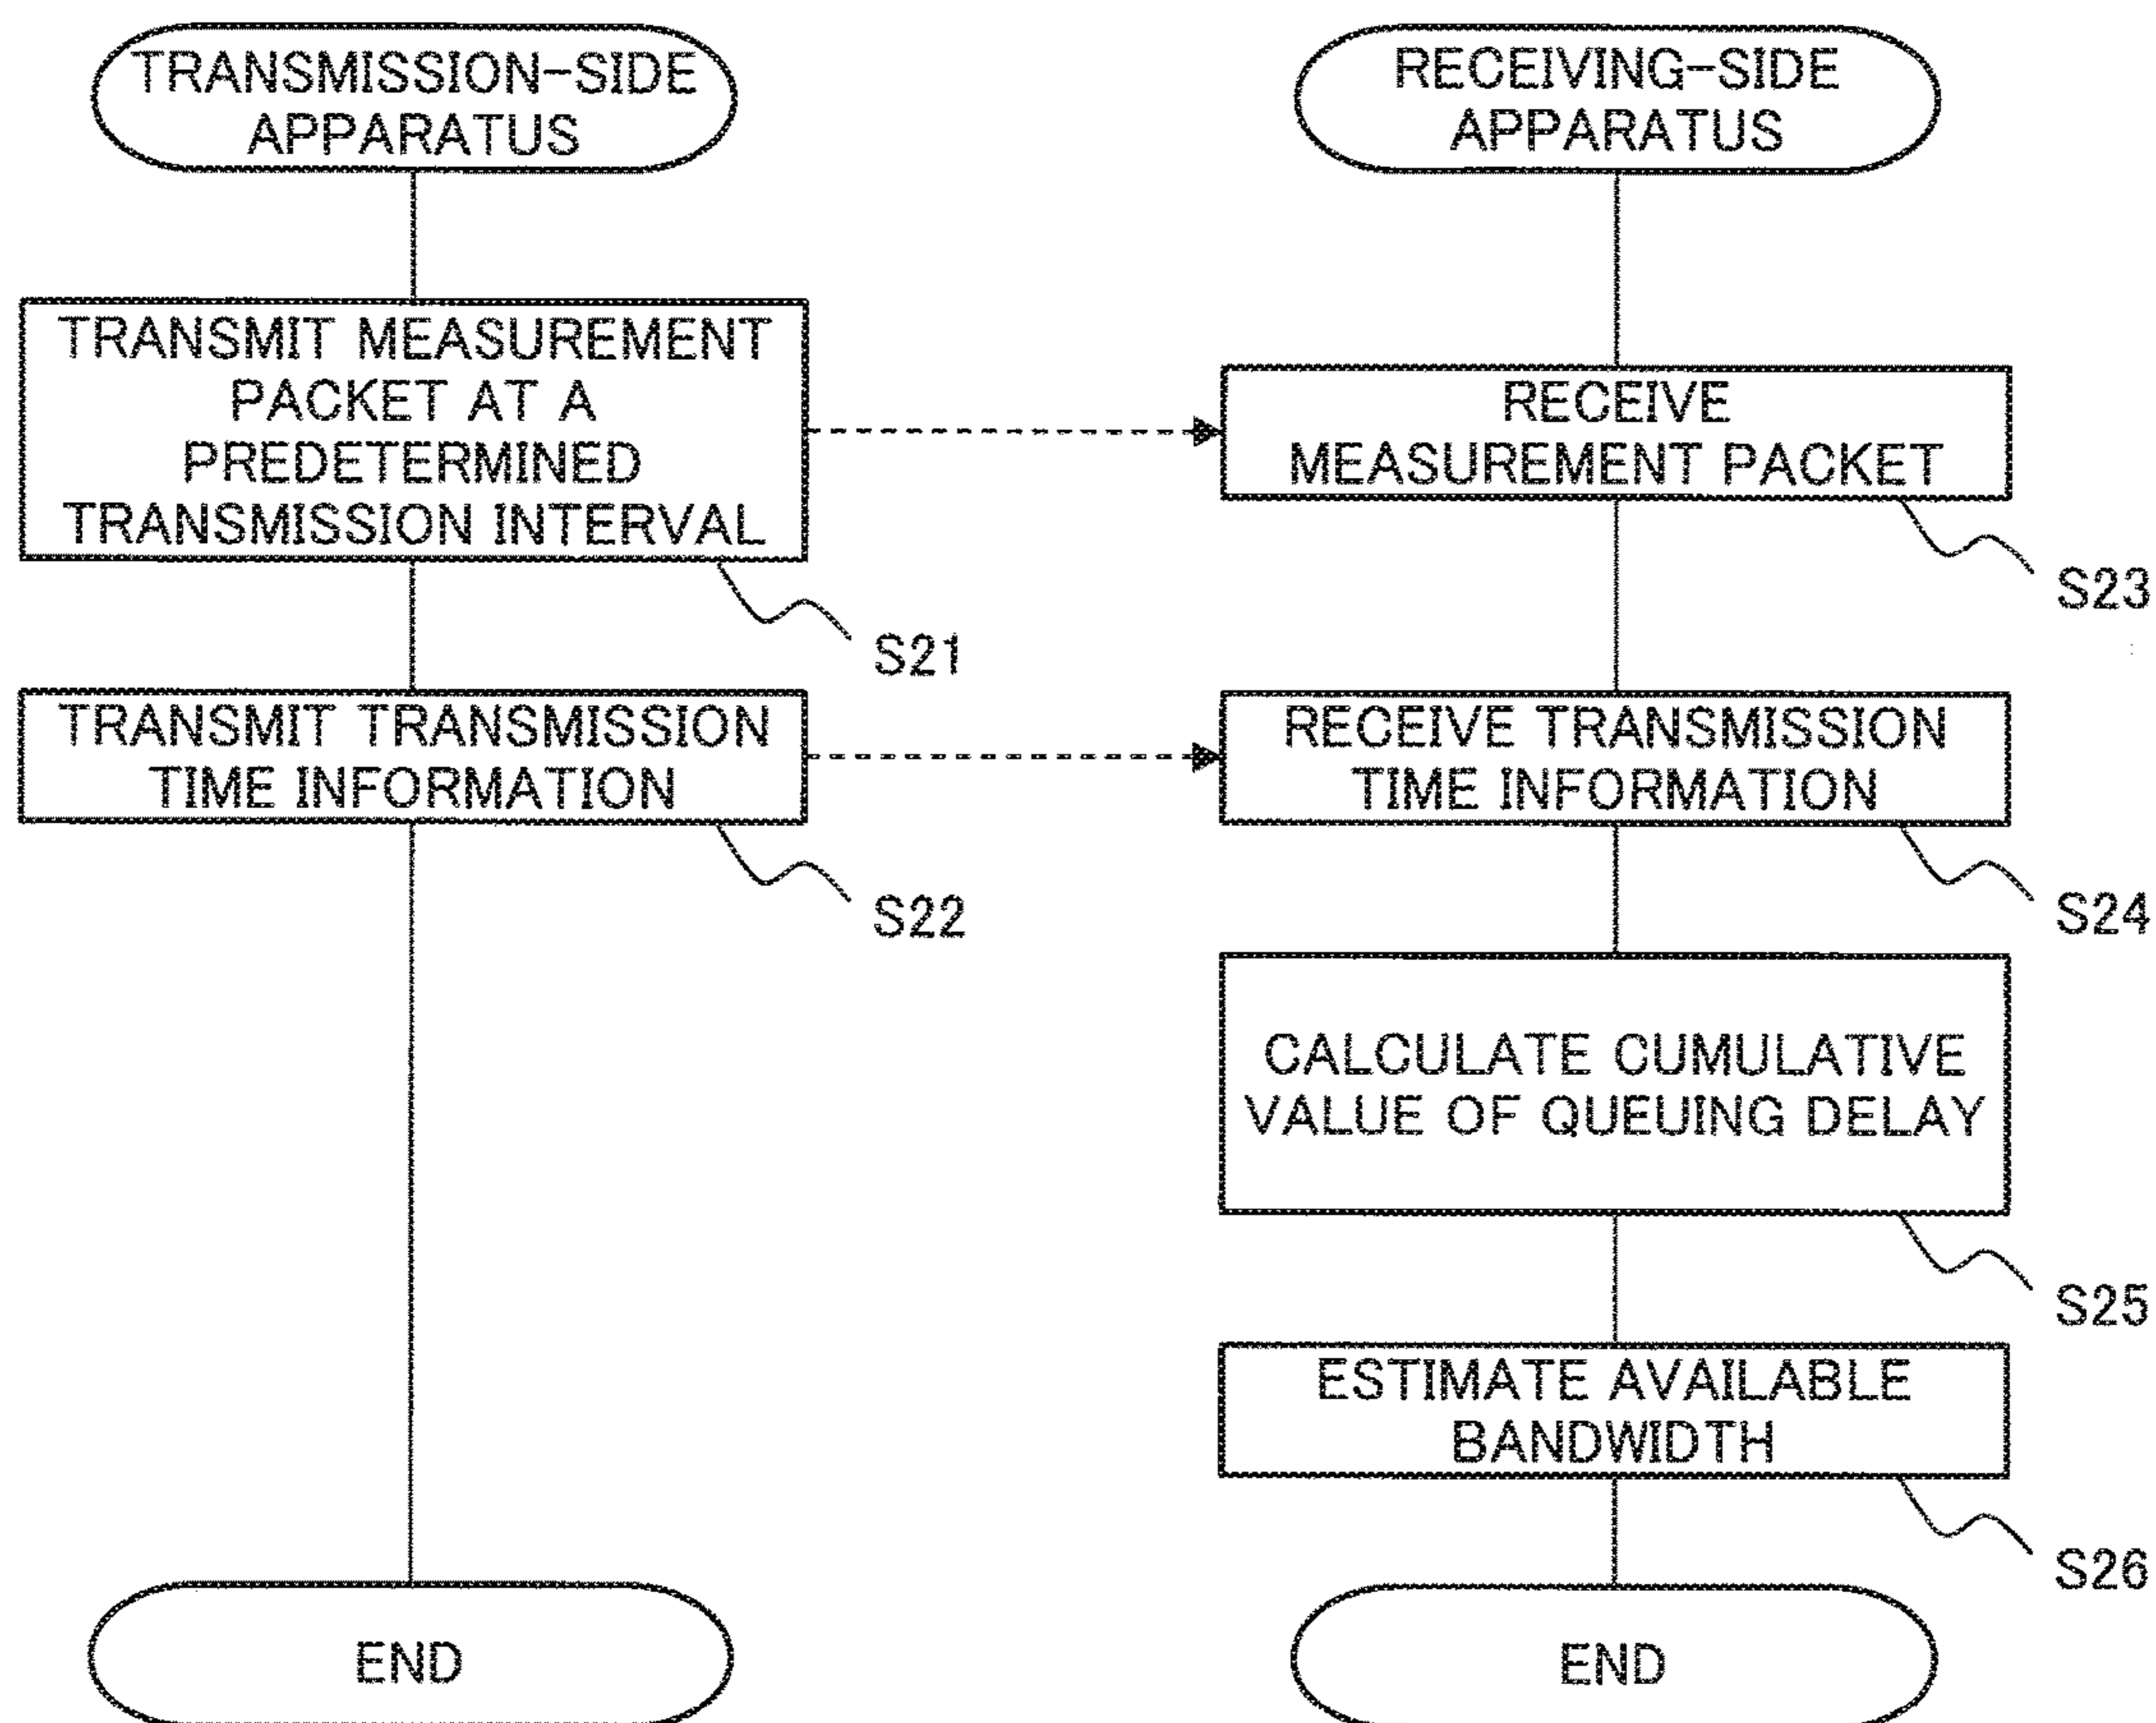 TRANSMISSION-SIDE
APPARATUS
TRANSMIT MEASUREMENT
PACKET AT A
PREDETERMINED
TRANSMISSION INTERVAL
S21
TRANSMIT TRANSMISSION
TIME INFORMATION
S22
END
RECEIVING-SIDE
APPARATUS
RECEIVE
MEASUREMENT PACKET
S23
RECEIVE TRANSMISSION
TIME INFORMATION
S24
CALCULATE CUMULATIVE
VALUE OF QUEUING DELAY
S25
ESTIMATE AVAILABLE
BANDWIDTH
S26
END